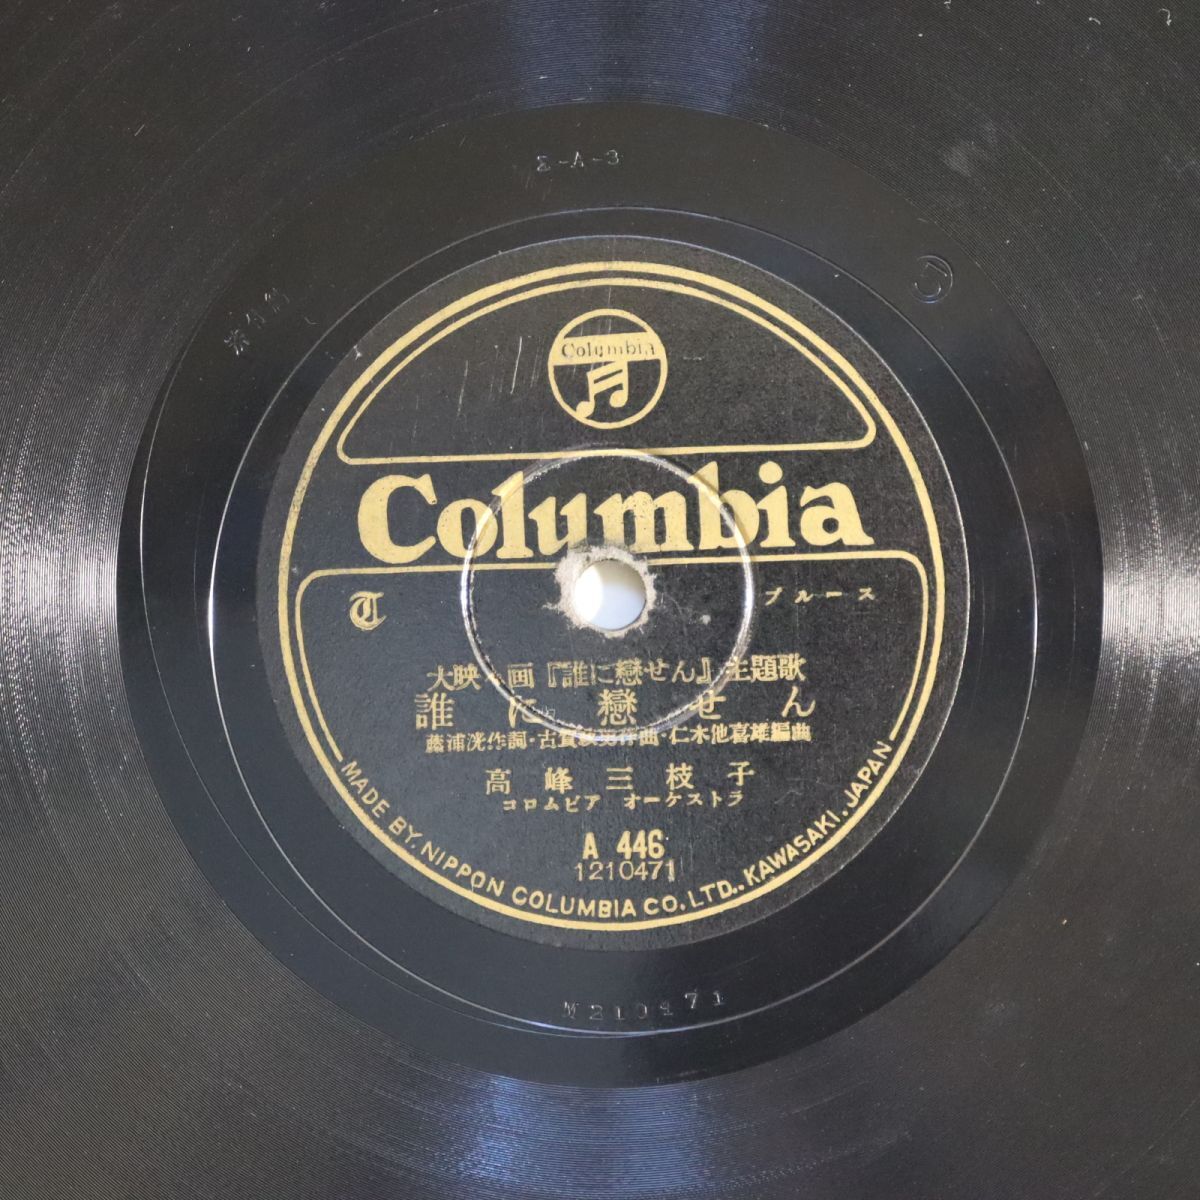 2-A-3
Columbia
Columbia
T
ブルース
大映映画『誰に戀せん』主題歌
誰に戀せん
藤浦洸作詞・古賀政男作曲・仁木他喜雄編曲
高峰三枝子
コロムビア オーケストラ
A 446
1210471
MADE BY, NIPPON COLUMBIA CO., LTD., KAWASAKI, JAPAN
M210471